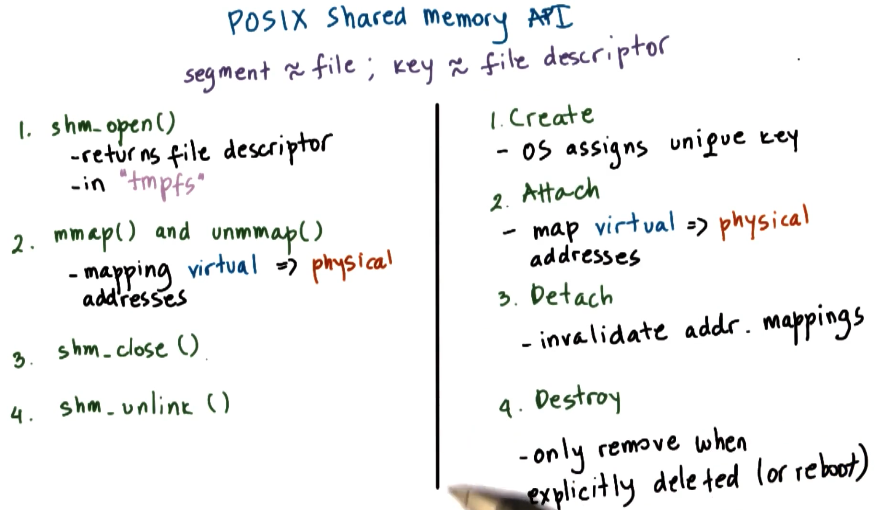 POSIX Shared Memory API
segment ≈ file; key ≈ file descriptor
1. shm_open()
-returns file descriptor
-in "tmpfs"
2. mmap() and unmmap()
-mapping virtual => physical
addresses
3. shm_close()
4. shm_unlink ()
1. Create
- OS assigns unique key
2. Attach
- map virtual => physical
addresses
3. Detach
-invalidate addr. mappings
4. Destroy
-only remove when
explicitly deleted (or reboot)